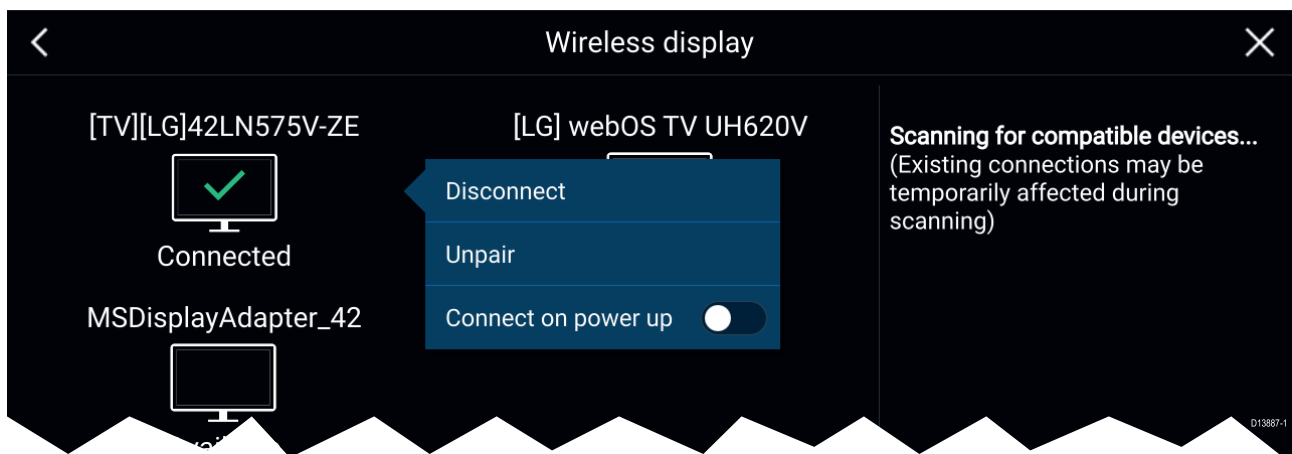 Wireless display
[TV][LG]42LN575V-ZE
[LG] webOS TV UH620V
Connected
MSDisplayAdapter_42
Disconnect
Unpair
Connect on power up
Scanning for compatible devices...
(Existing connections may be
temporarily affected during
scanning)
D13887-1